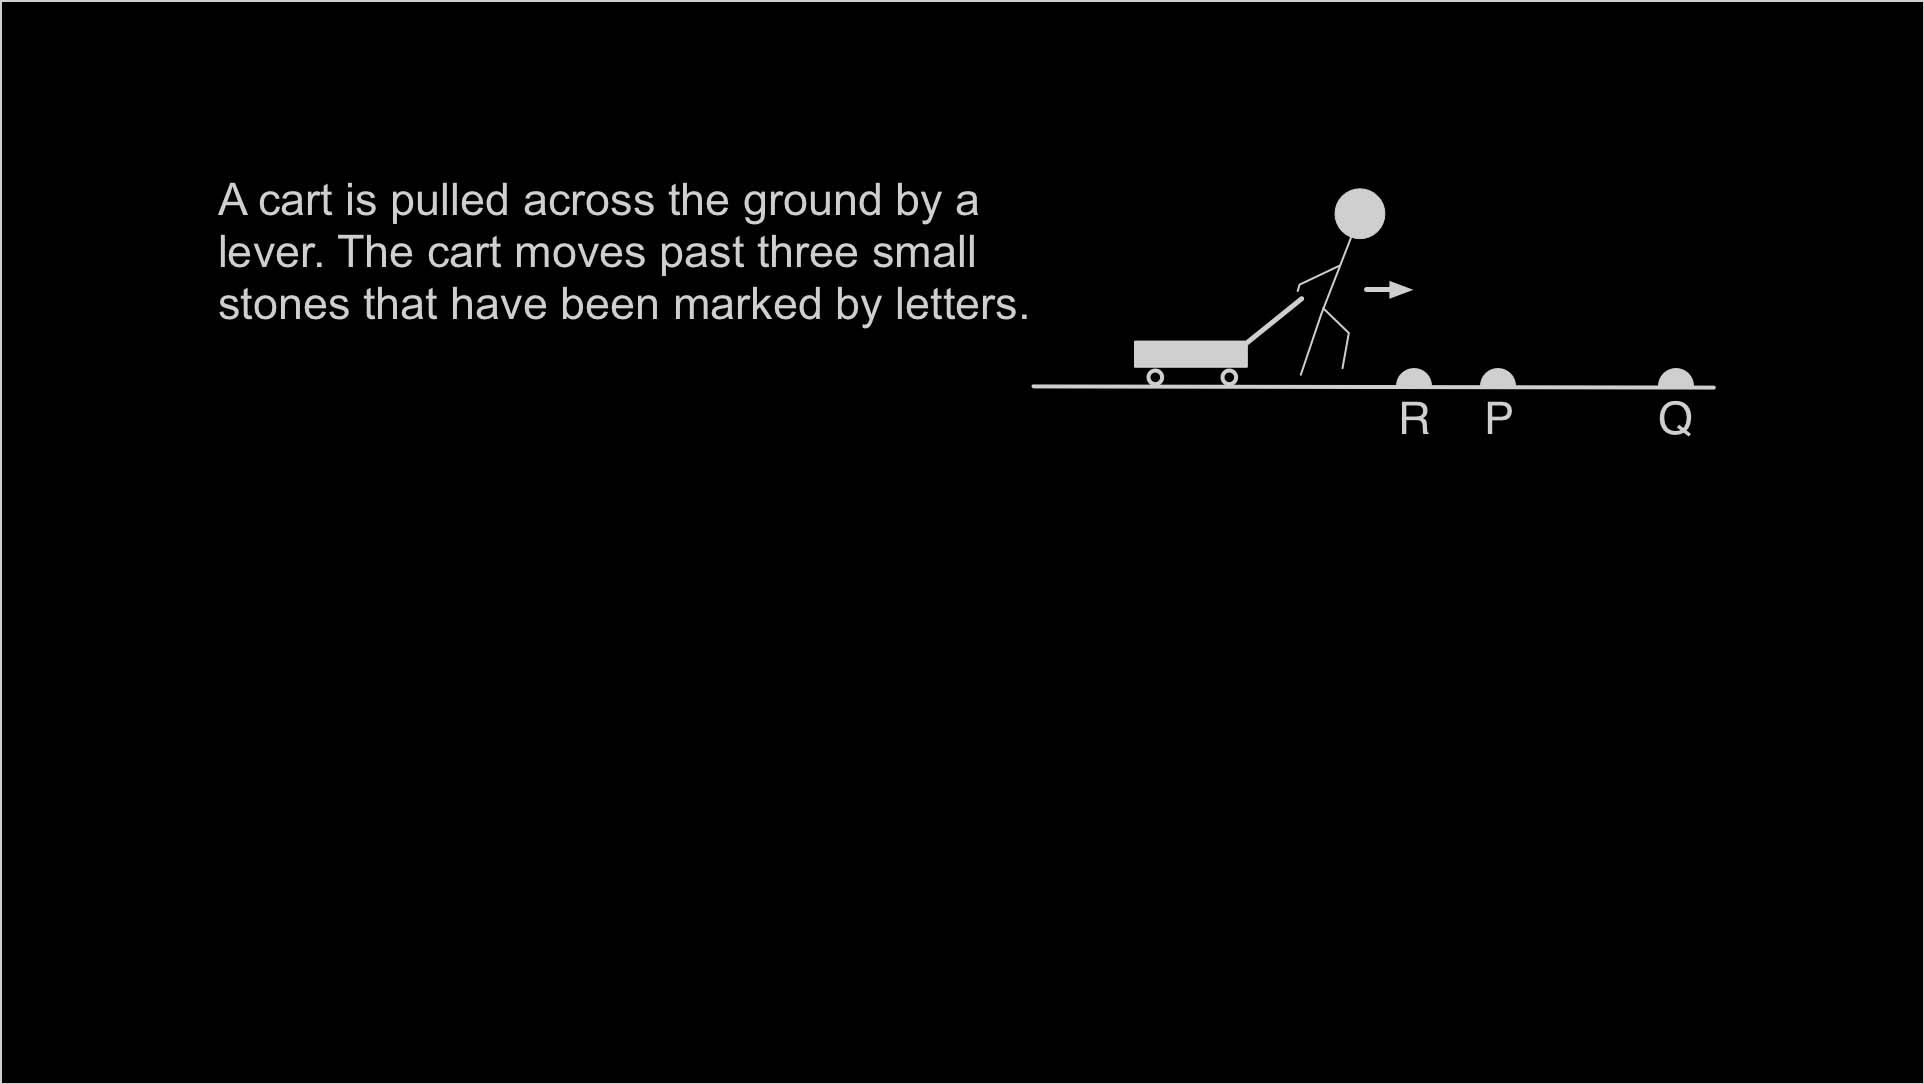 A cart is pulled across the ground by a
lever. The cart moves past three small
stones that have been marked by letters.
R P Q